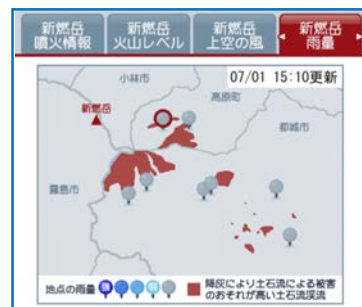 新燃岳
噴火情報
新燃岳
火山レベル
新燃岳
上空の風
新燃岳
雨量
07/01 15:10更新
小林市
高原町
新燃岳
都城市
霧島市
地点の雨量
強
弱
降灰により土石流による被害
のおそれが高い土石流渓流